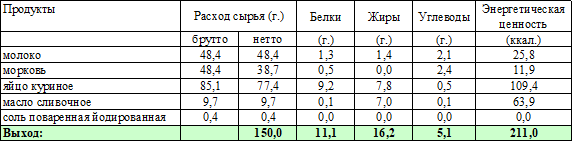 Продукты Расход сырья (г.) Белки Жиры Углеводы Энергетическая ценность
брутто нетто (г.) (г.) (г.) (ккал.)
молоко 48,4 48,4 1,3 1,4 2,1 25,8
морковь 48,4 38,7 0,5 0,0 2,4 11,9
яйцо куриное 85,1 77,4 9,2 7,8 0,5 109,4
масло сливочное 9,7 9,7 0,1 7,0 0,1 63,9
соль поваренная йодированная 0,4 0,4 0,0 0,0 0,0 0,0
Выход: 150,0 11,1 16,2 5,1 211,0